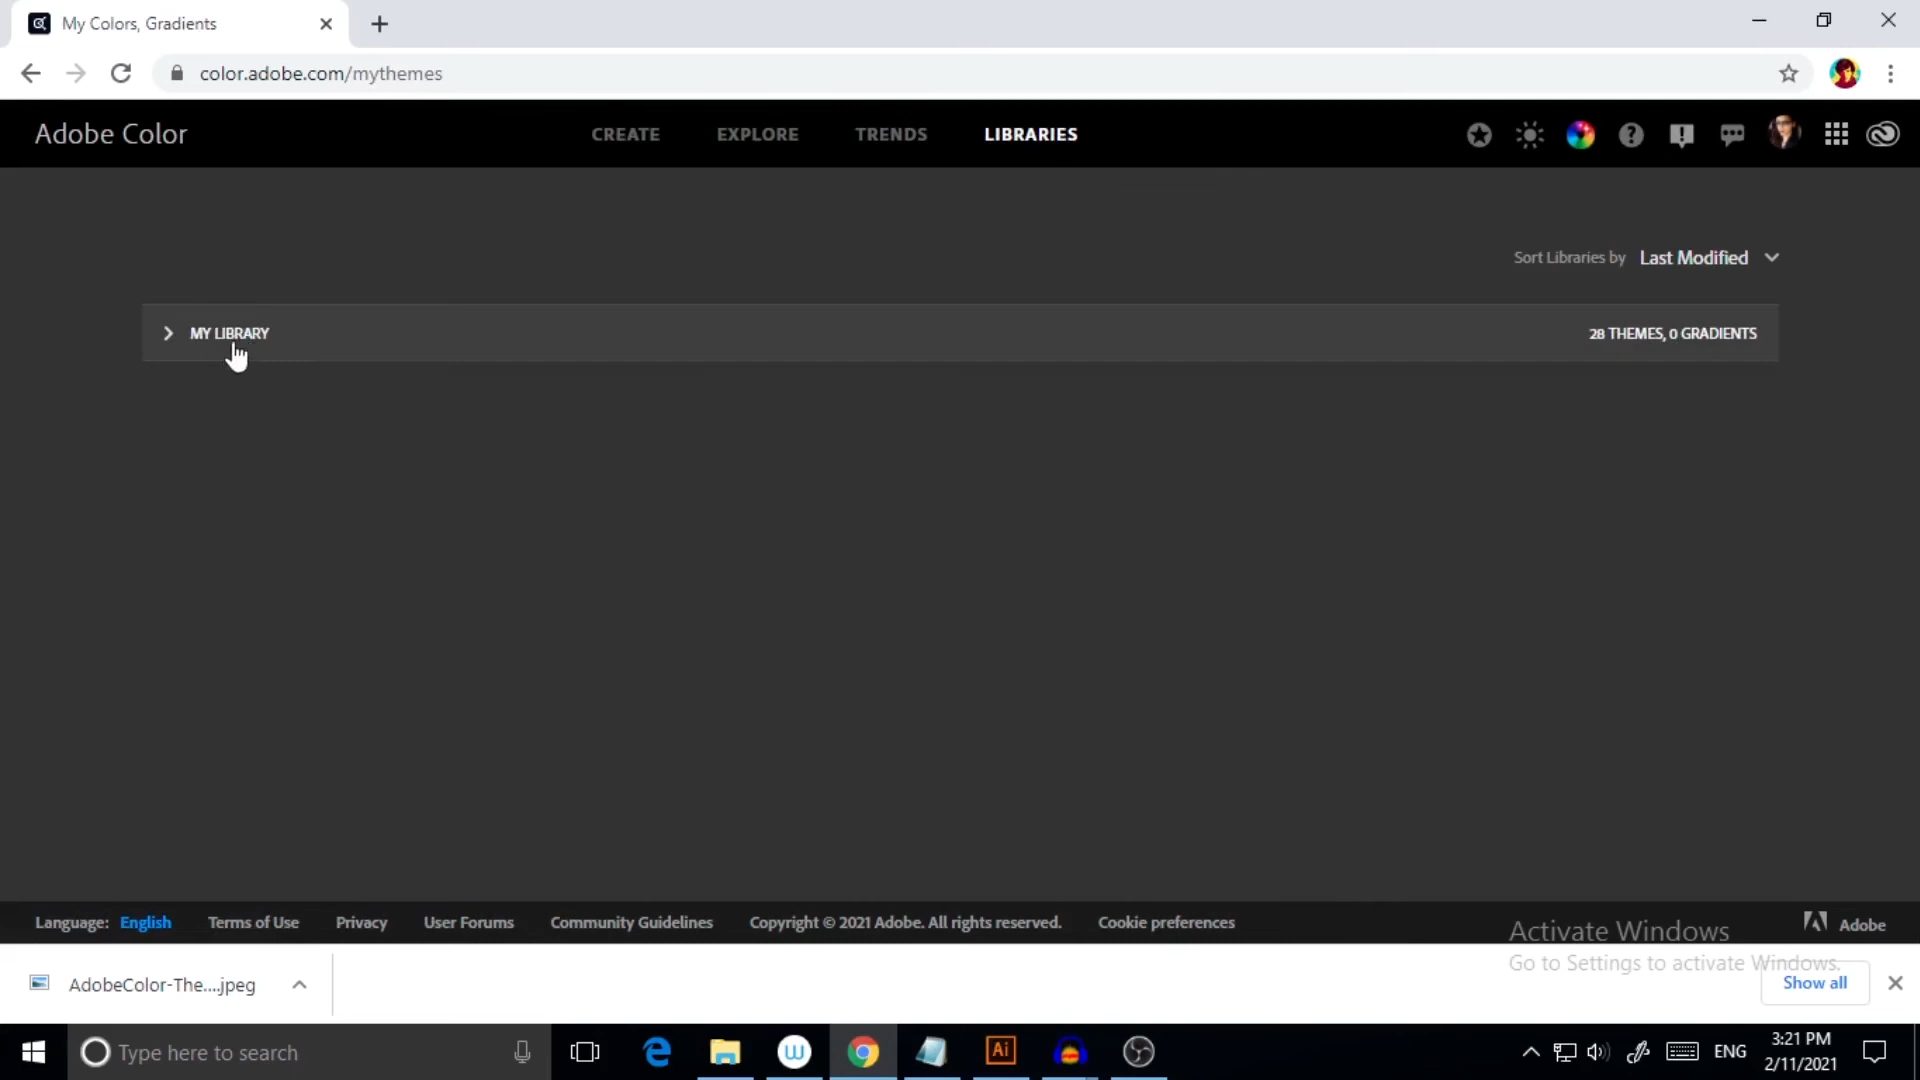 My Colors, Gradients
color.adobe.com/mythemes
Adobe Color
CREATE
EXPLORE
TRENDS
LIBRARIES
Sort Libraries by Last Modified
MY LIBRARY
28 THEMES, 0 GRADIENTS
Language: English
Terms of Use
Privacy
User Forums
Community Guidelines
Copyright © 2021 Adobe. All rights reserved.
Cookie preferences
Adobe
Activate Windows
Go to Settings to activate Windows.
AdobeColor-The....jpeg
Show all
Type here to search
Ai
ENG
3:21 PM
2/11/2021